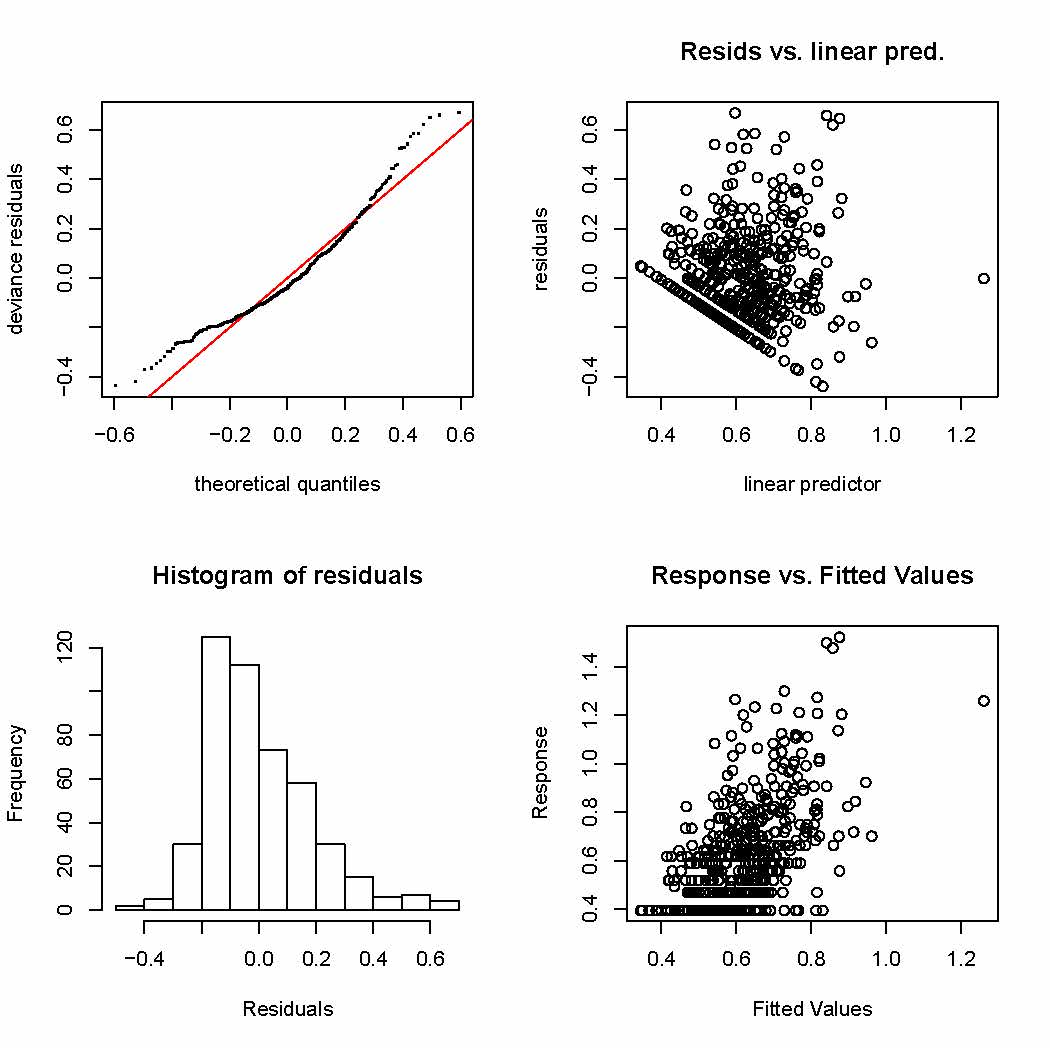 deviance residuals
−0.4 0.0 0.2 0.4 0.6
−0.6 −0.2 0.0 0.2 0.4 0.6
theoretical quantiles
Resids vs. linear pred.
residuals
−0.4 0.0 0.2 0.4 0.6
0.4 0.6 0.8 1.0 1.2
linear predictor
Histogram of residuals
Frequency
0 20 40 60 80 120
−0.4 0.0 0.2 0.4 0.6
Residuals
Response vs. Fitted Values
Response
0.4 0.6 0.8 1.0 1.2 1.4
0.4 0.6 0.8 1.0 1.2
Fitted Values